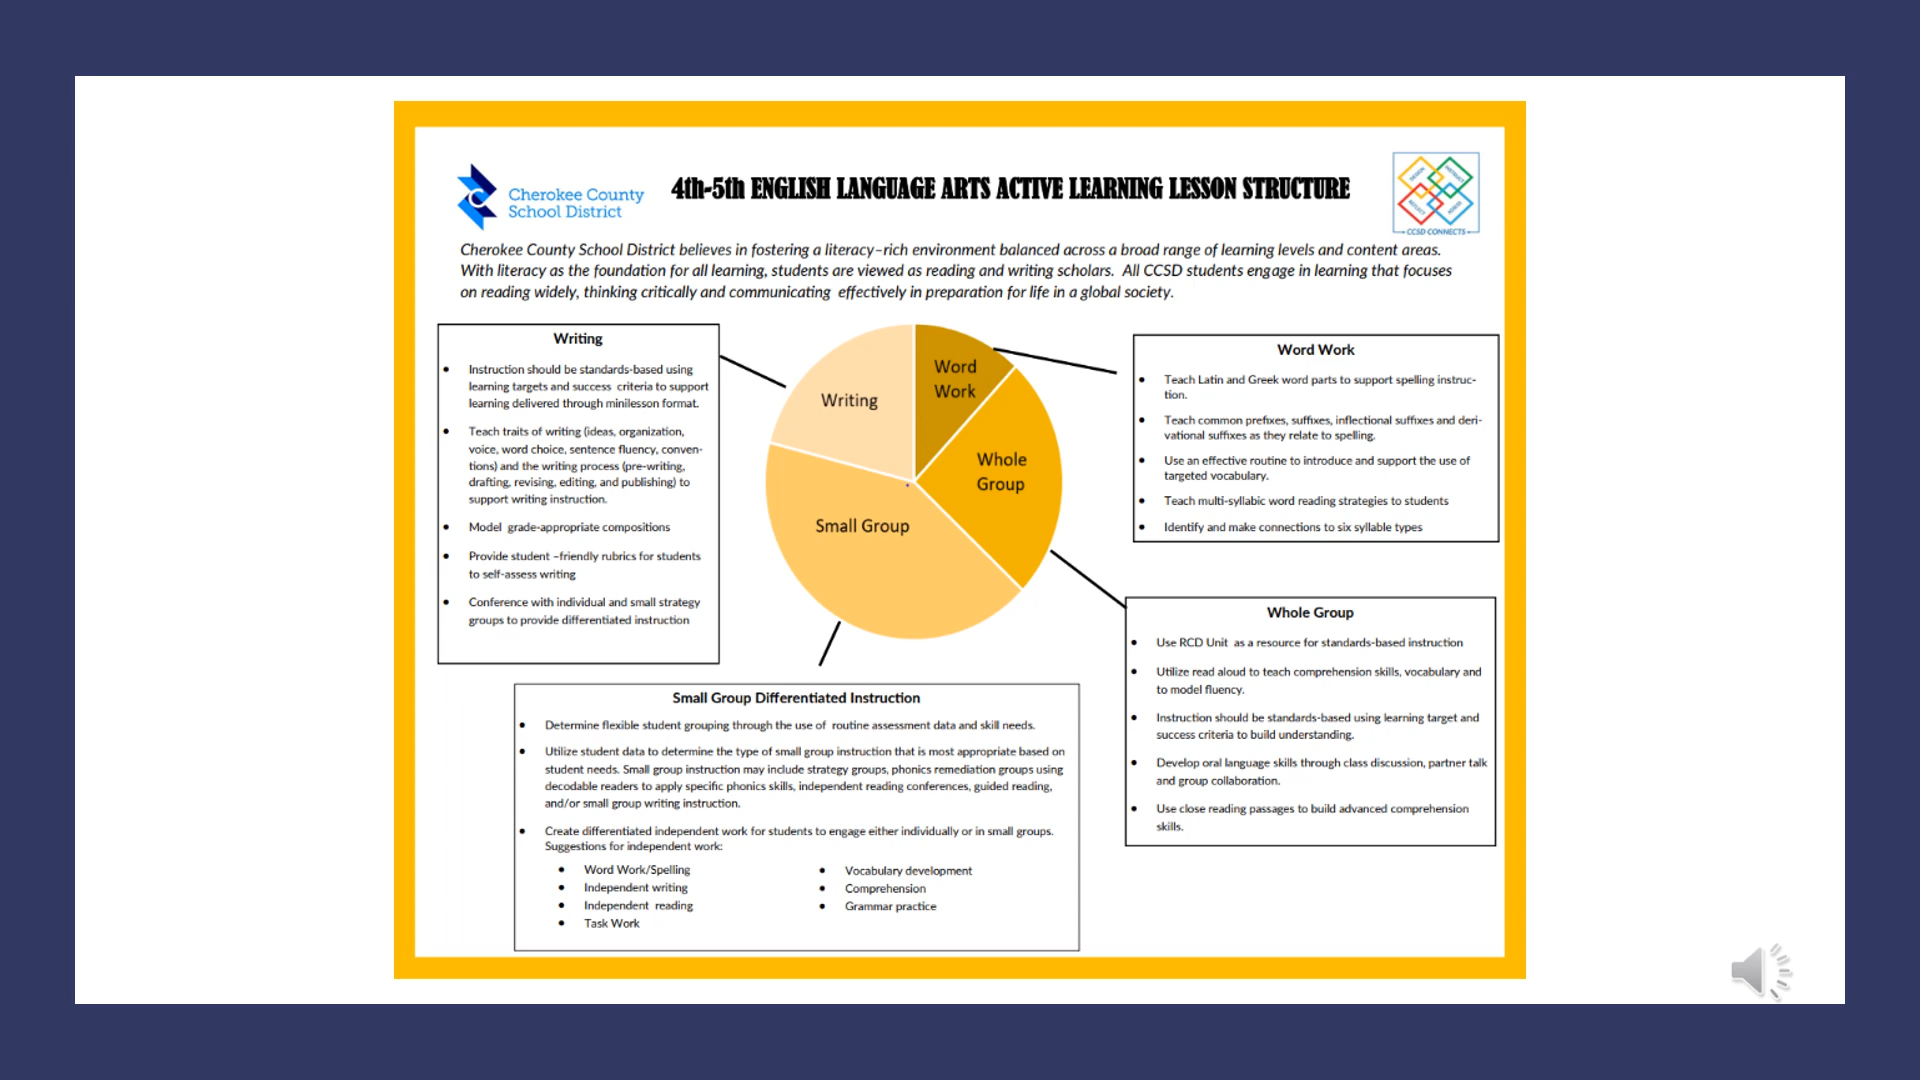 Cherokee County
School District
4th-5th ENGLISH LANGUAGE ARTS ACTIVE LEARNING LESSON STRUCTURE
DESIGN
INSTRUCT
REFLECT
ASSESS
CCSD CONNECTS
Cherokee County School District believes in fostering a literacy–rich environment balanced across a broad range of learning levels and content areas.
With literacy as the foundation for all learning, students are viewed as reading and writing scholars. All CCSD students engage in learning that focuses
on reading widely, thinking critically and communicating effectively in preparation for life in a global society.
Writing
• Instruction should be standards-based using
learning targets and success criteria to support
learning delivered through minilesson format.
• Teach traits of writing (ideas, organization,
voice, word choice, sentence fluency, conven-
tions) and the writing process (pre-writing,
drafting, revising, editing, and publishing) to
support writing instruction.
• Model grade-appropriate compositions
• Provide student –friendly rubrics for students
to self-assess writing
• Conference with individual and small strategy
groups to provide differentiated instruction
Writing
Word
Work
Whole
Group
Small Group
Word Work
• Teach Latin and Greek word parts to support spelling instruc-
tion.
• Teach common prefixes, suffixes, inflectional suffixes and deri-
vational suffixes as they relate to spelling.
• Use an effective routine to introduce and support the use of
targeted vocabulary.
• Teach multi-syllabic word reading strategies to students
• Identify and make connections to six syllable types
Whole Group
• Use RCD Unit as a resource for standards-based instruction
• Utilize read aloud to teach comprehension skills, vocabulary and
to model fluency.
• Instruction should be standards-based using learning target and
success criteria to build understanding.
• Develop oral language skills through class discussion, partner talk
and group collaboration.
• Use close reading passages to build advanced comprehension
skills.
Small Group Differentiated Instruction
• Determine flexible student grouping through the use of routine assessment data and skill needs.
• Utilize student data to determine the type of small group instruction that is most appropriate based on
student needs. Small group instruction may include strategy groups, phonics remediation groups using
decodable readers to apply specific phonics skills, independent reading conferences, guided reading,
and/or small group writing instruction.
• Create differentiated independent work for students to engage either individually or in small groups.
Suggestions for independent work:
• Word Work/Spelling
• Independent writing
• Independent reading
• Task Work
• Vocabulary development
• Comprehension
• Grammar practice